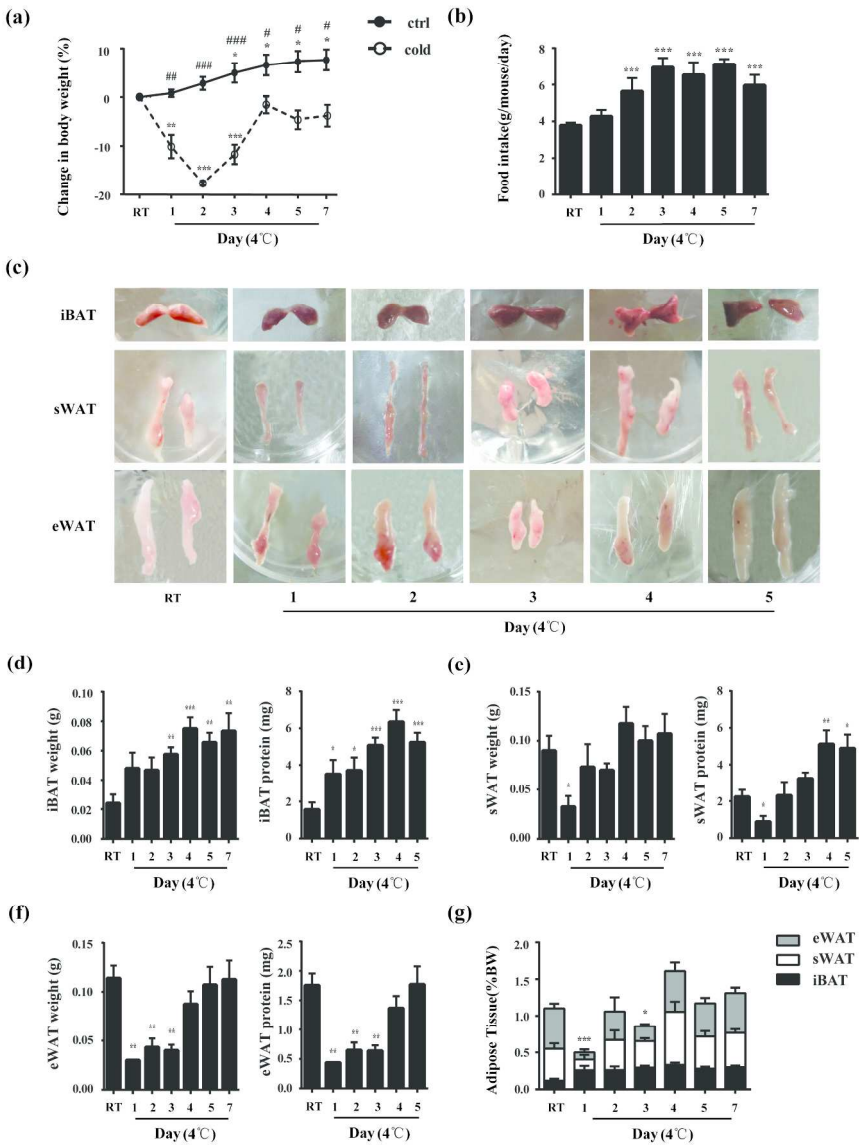 (a)
ctrl
cold
Change in body weight (%)
10
0
-10
-20
## ### ### # # #
* * * *
** *** ***
RT 1 2 3 4 5 7
Day (4℃)
(b)
Food intake(g/mouse/day)
8
6
4
2
0
*** *** *** *** ***
RT 1 2 3 4 5 7
Day (4℃)
(c)
iBAT
sWAT
eWAT
RT 1 2 3 4 5
Day (4℃)
(d)
iBAT weight (g)
0.10
0.08
0.06
0.04
0.02
0.00
** *** ** **
RT 1 2 3 4 5 7
Day (4℃)
iBAT protein (mg)
8
6
4
2
0
* * *** *** ***
RT 1 2 3 4 5
Day (4℃)
(e)
sWAT weight (g)
0.15
0.10
0.05
0.00
*
RT 1 2 3 4 5 7
Day (4℃)
sWAT protein (mg)
8
6
4
2
0
* ** *
RT 1 2 3 4 5
Day (4℃)
(f)
eWAT weight (g)
0.15
0.10
0.05
0.00
** ** **
RT 1 2 3 4 5 7
Day (4℃)
eWAT protein (mg)
2.5
2.0
1.5
1.0
0.5
0.0
** ** **
RT 1 2 3 4 5
Day (4℃)
(g)
eWAT
sWAT
iBAT
Adipose Tissue(%BW)
2.0
1.5
1.0
0.5
0.0
*** *
RT 1 2 3 4 5 7
Day (4℃)